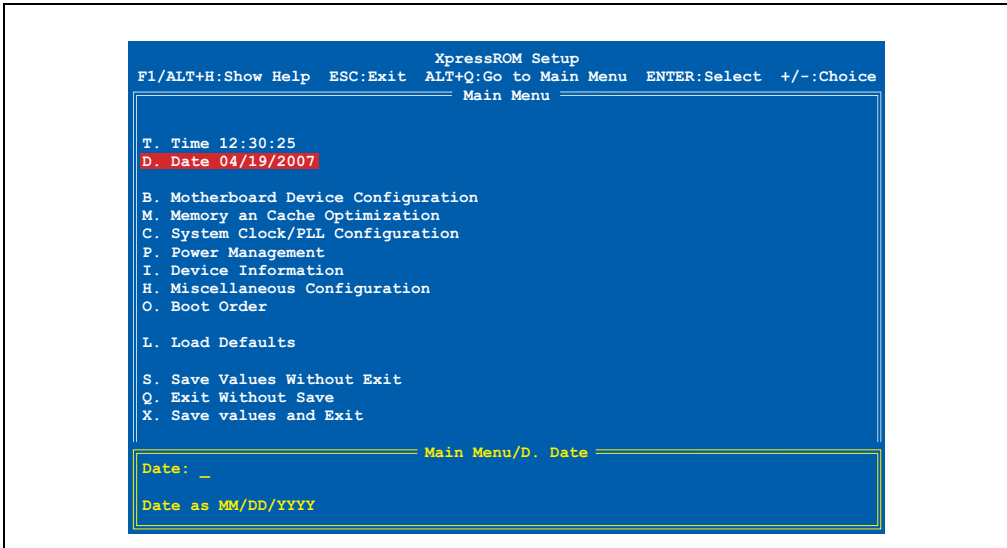 XpressROM Setup
F1/ALT+H:Show Help ESC:Exit ALT+Q:Go to Main Menu ENTER:Select +/-:Choice
Main Menu
T. Time 12:30:25
D. Date 04/19/2007
B. Motherboard Device Configuration
M. Memory an Cache Optimization
C. System Clock/PLL Configuration
P. Power Management
I. Device Information
H. Miscellaneous Configuration
O. Boot Order
L. Load Defaults
S. Save Values Without Exit
Q. Exit Without Save
X. Save values and Exit
Main Menu/D. Date
Date: _
Date as MM/DD/YYYY